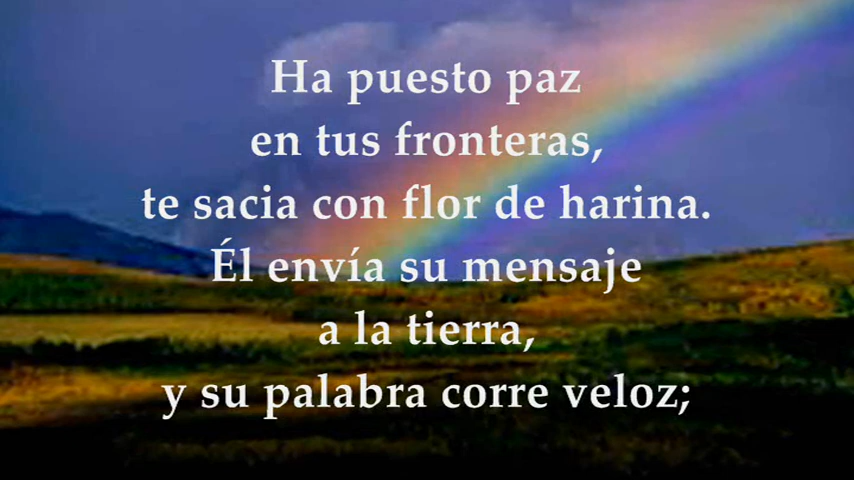 Ha puesto paz
en tus fronteras,
te sacia con flor de harina.
Él envía su mensaje
a la tierra,
y su palabra corre veloz;